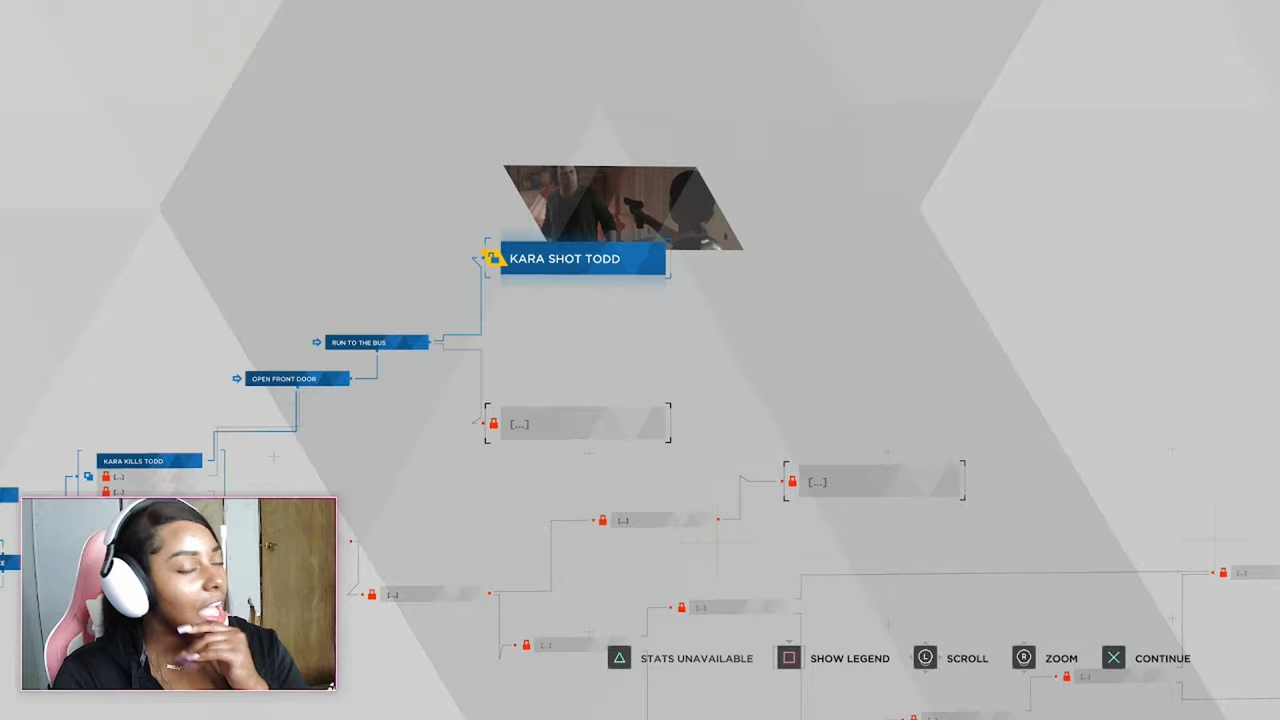 KARA SHOT TODD
RUN TO THE BUS
OPEN FRONT DOOR
[...]
KARA KILLS TODD
[...]
[...]
[...]
[...]
[...]
[...]
[...]
[...]
[...]
STATS UNAVAILABLE
SHOW LEGEND
L
SCROLL
R
ZOOM
CONTINUE